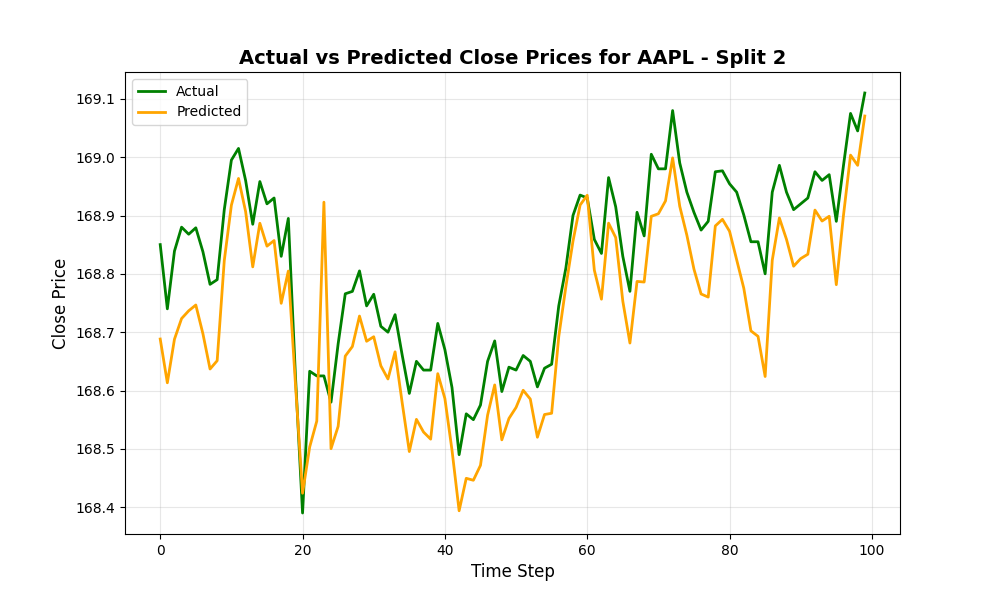 Actual vs Predicted Close Prices for AAPL - Split 2
Actual
Predicted
Close Price
169.1
169.0
168.9
168.8
168.7
168.6
168.5
168.4
0 20 40 60 80 100
Time Step